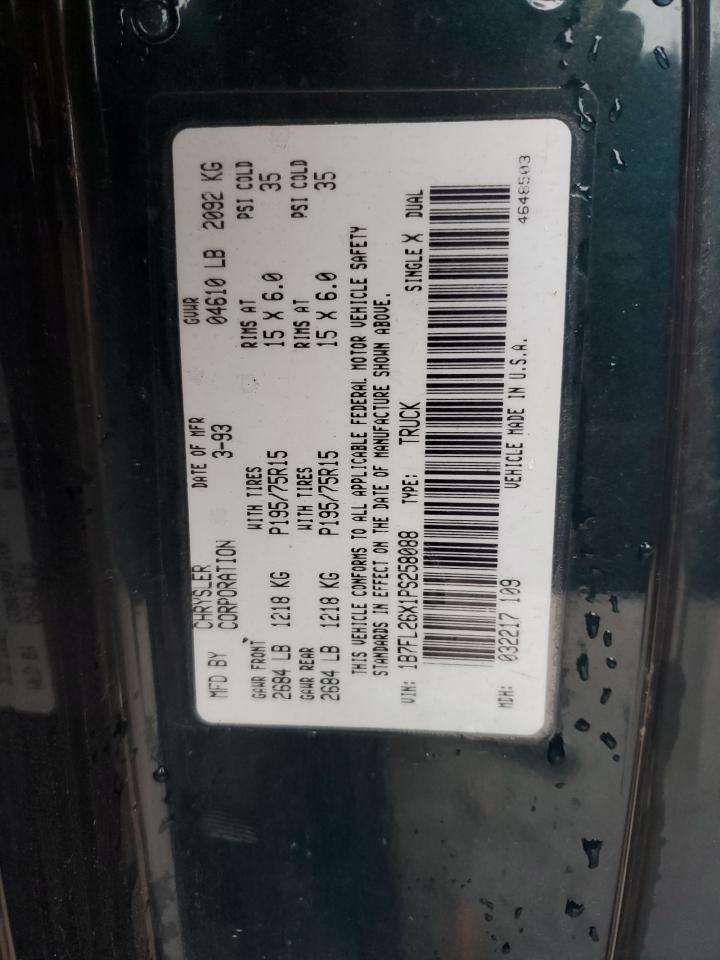 MFD BY CHRYSLER CORPORATION DATE OF MFR 3-93 GVWR 04610 LB 2092 KG
GAWR FRONT WITH TIRES RIMS AT PSI COLD
2684 LB 1218 KG P195/75R15 15 X 6.0 35
GAWR REAR WITH TIRES RIMS AT PSI COLD
2684 LB 1218 KG P195/75R15 15 X 6.0 35
THIS VEHICLE CONFORMS TO ALL APPLICABLE FEDERAL MOTOR VEHICLE SAFETY
STANDARDS IN EFFECT ON THE DATE OF MANUFACTURE SHOWN ABOVE.
VIN: 1B7FL26X1PS258088 TYPE: TRUCK SINGLE X DUAL
MDH: 032217 109 VEHICLE MADE IN U.S.A. 4648503